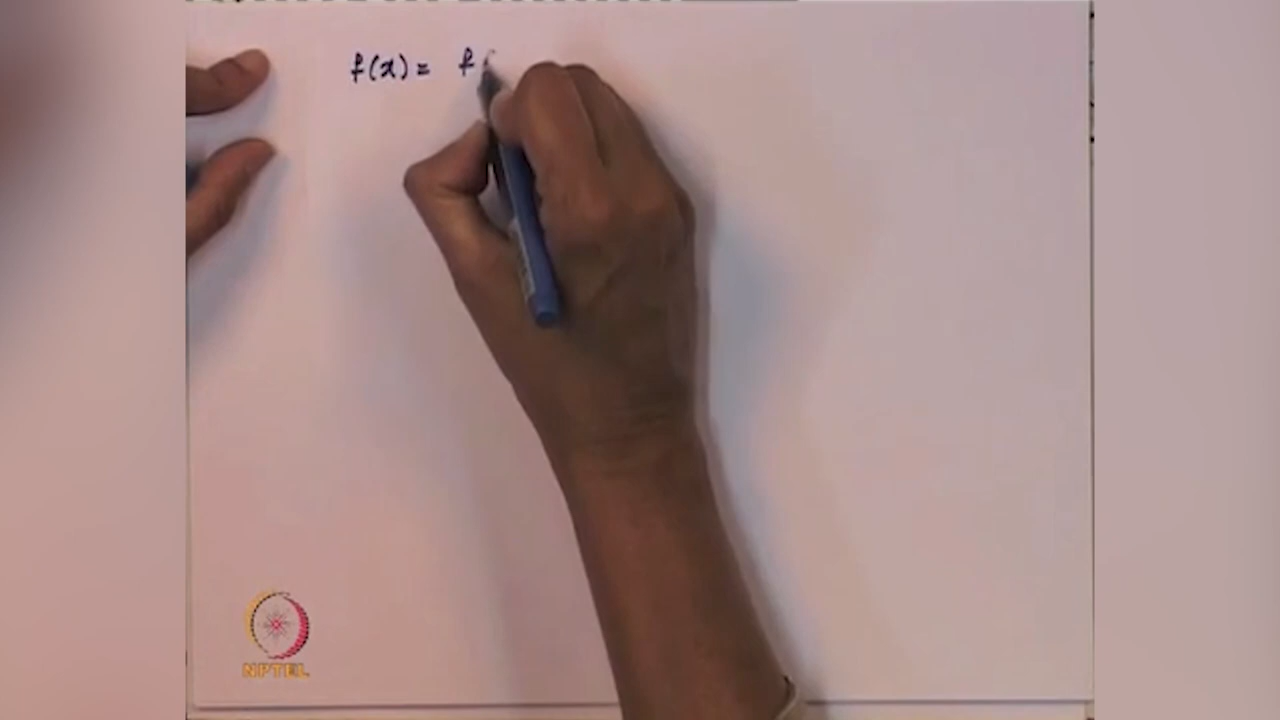 f(x) = f(
NPTEL